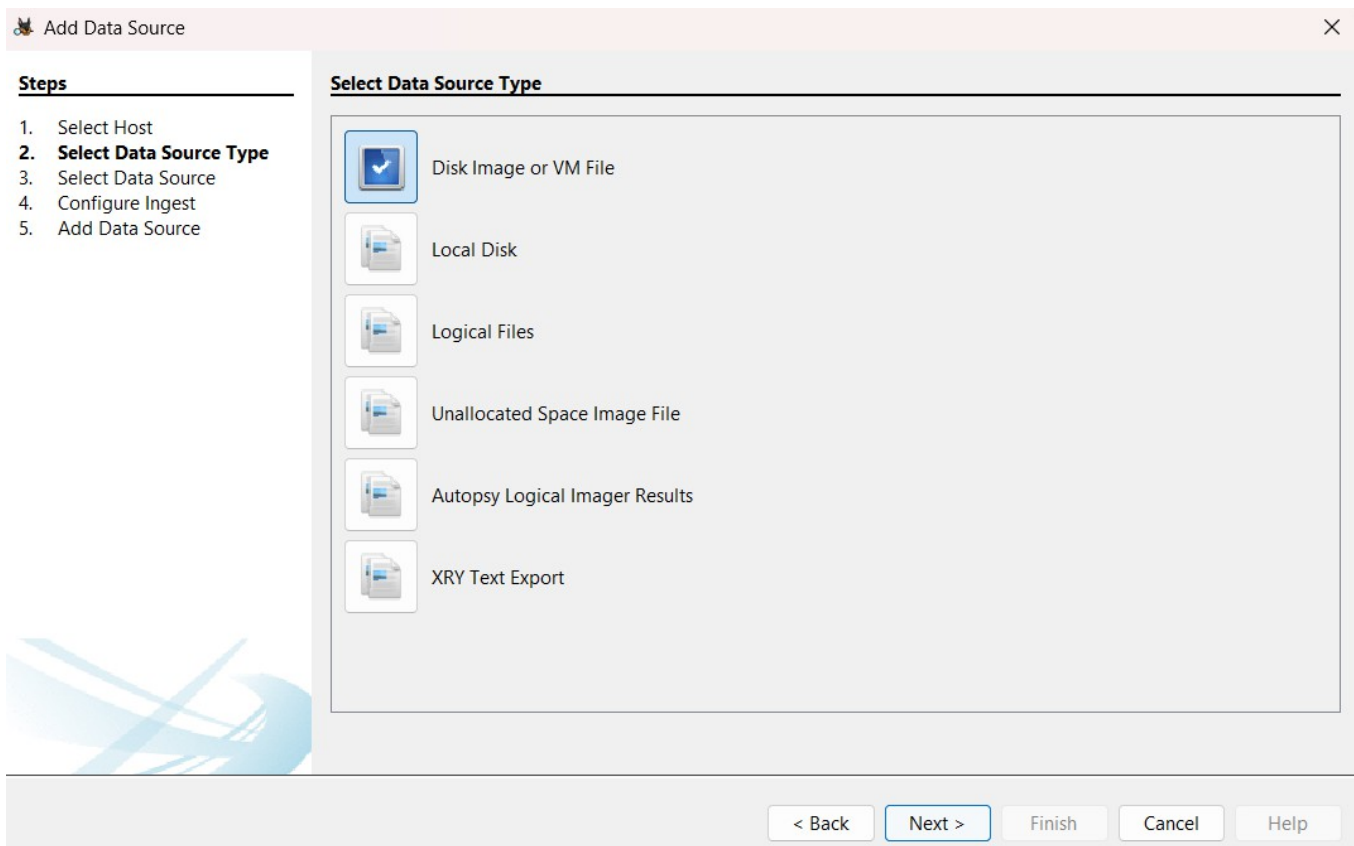 Add Data Source
Steps
1. Select Host
2. Select Data Source Type
3. Select Data Source
4. Configure Ingest
5. Add Data Source
Select Data Source Type
Disk Image or VM File
Local Disk
Logical Files
Unallocated Space Image File
Autopsy Logical Imager Results
XRY Text Export
< Back Next > Finish Cancel Help